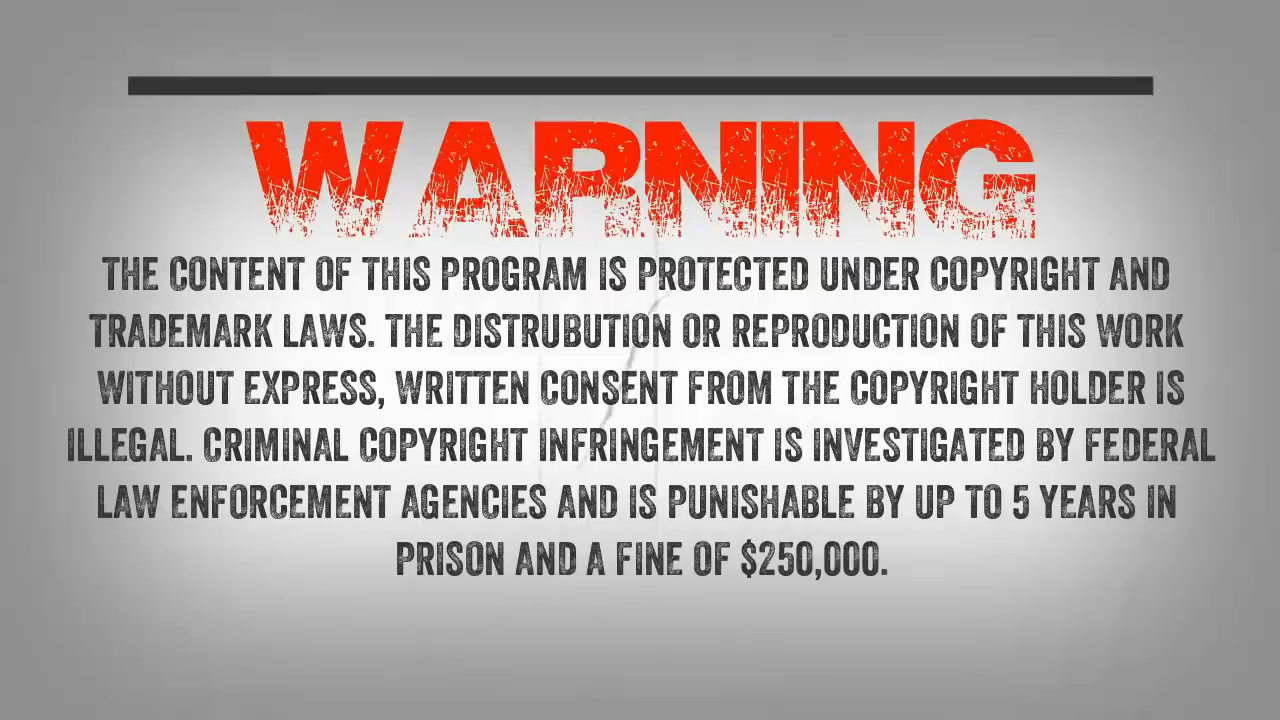 WARNING
THE CONTENT OF THIS PROGRAM IS PROTECTED UNDER COPYRIGHT AND
TRADEMARK LAWS. THE DISTRUBUTION OR REPRODUCTION OF THIS WORK
WITHOUT EXPRESS, WRITTEN CONSENT FROM THE COPYRIGHT HOLDER IS
ILLEGAL. CRIMINAL COPYRIGHT INFRINGEMENT IS INVESTIGATED BY FEDERAL
LAW ENFORCEMENT AGENCIES AND IS PUNISHABLE BY UP TO 5 YEARS IN
PRISON AND A FINE OF $250,000.